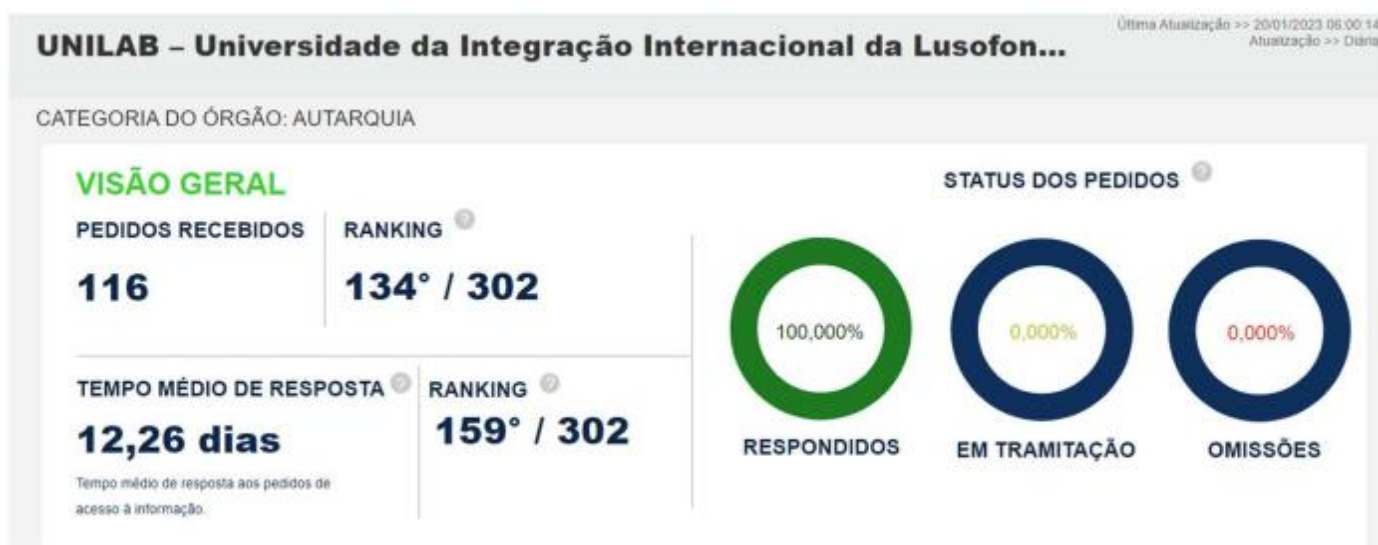 Última Atualização >> 20/01/2023 06:00:14
Atualização >> Diária
UNILAB – Universidade da Integração Internacional da Lusofon...
CATEGORIA DO ÓRGÃO: AUTARQUIA
VISÃO GERAL
PEDIDOS RECEBIDOS
116
RANKING ?
134° / 302
TEMPO MÉDIO DE RESPOSTA ?
12,26 dias
Tempo médio de resposta aos pedidos de
acesso à informação.
RANKING ?
159° / 302
STATUS DOS PEDIDOS ?
100,000%
RESPONDIDOS
0,000%
EM TRAMITAÇÃO
0,000%
OMISSÕES